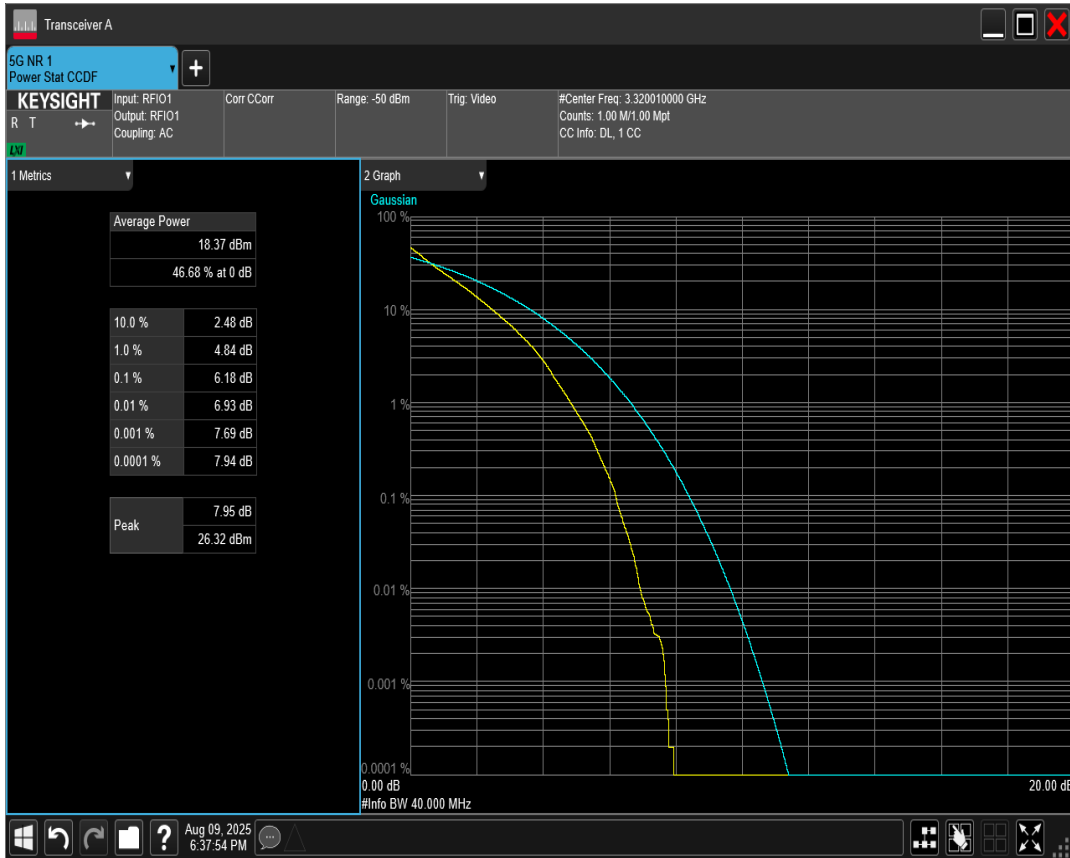 Transceiver A
5G NR 1
Power Stat CCDF
KEYSIGHT
R T
LXI
Input: RFIO1
Output: RFIO1
Coupling: AC
Corr CCorr
Range: -50 dBm
Trig: Video
#Center Freq: 3.320010000 GHz
Counts: 1.00 M/1.00 Mpt
CC Info: DL, 1 CC
1 Metrics
Average Power
18.37 dBm
46.68 % at 0 dB
10.0 % 2.48 dB
1.0 % 4.84 dB
0.1 % 6.18 dB
0.01 % 6.93 dB
0.001 % 7.69 dB
0.0001 % 7.94 dB
Peak
7.95 dB
26.32 dBm
2 Graph
Gaussian
100 %
10 %
1 %
0.1 %
0.01 %
0.001 %
0.0001 %
0.00 dB 20.00 dB
#Info BW 40.000 MHz
?
Aug 09, 2025
6:37:54 PM